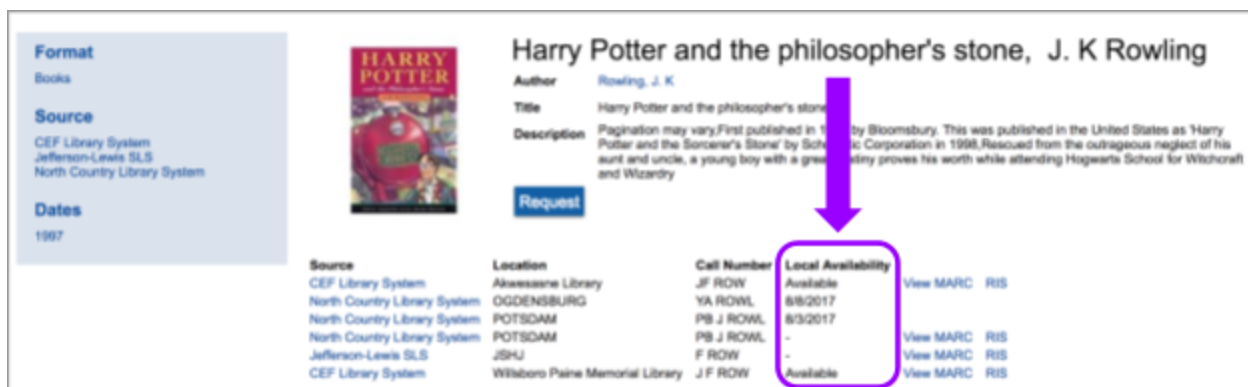 Format
Books
Source
CEF Library System
Jefferson-Lewis SLS
North Country Library System
Dates
1997
HARRY
POTTER
and the Philosopher's Stone
Harry Potter and the philosopher's stone, J. K Rowling
Author Rowling, J. K
Title Harry Potter and the philosopher's stone
Description Pagination may vary,First published in by Bloomsbury. This was published in the United States as 'Harry
Potter and the Sorcerer's Stone' by Corporation in 1998,Rescued from the outrageous neglect of his
aunt and uncle, a young boy with a proves his worth while attending Hogwarts School for Witchcraft
and Wizardry
Request
Source Location Call Number Local Availability
CEF Library System Akwesasne Library JF ROW Available View MARC RIS
North Country Library System OGDENSBURG YA ROWL 8/8/2017
North Country Library System POTSDAM PB J ROWL 8/3/2017
North Country Library System POTSDAM PB J ROWL - View MARC RIS
Jefferson-Lewis SLS JSHJ F ROW - View MARC RIS
CEF Library System Willsboro Paine Memorial Library J F ROW Available View MARC RIS